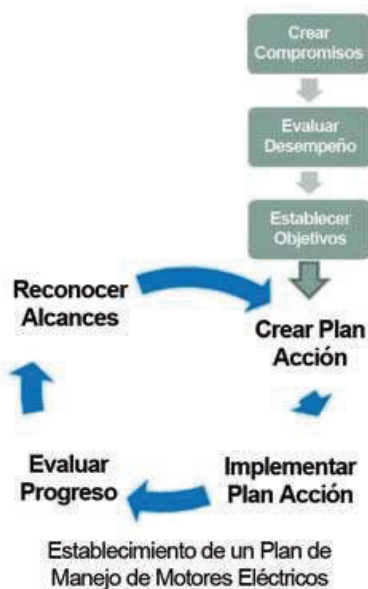 Crear
Compromisos
Evaluar
Desempeño
Establecer
Objetivos
Reconocer
Alcances
Crear Plan
Acción
Evaluar
Progreso
Implementar
Plan Acción
Establecimiento de un Plan de
Manejo de Motores Eléctricos